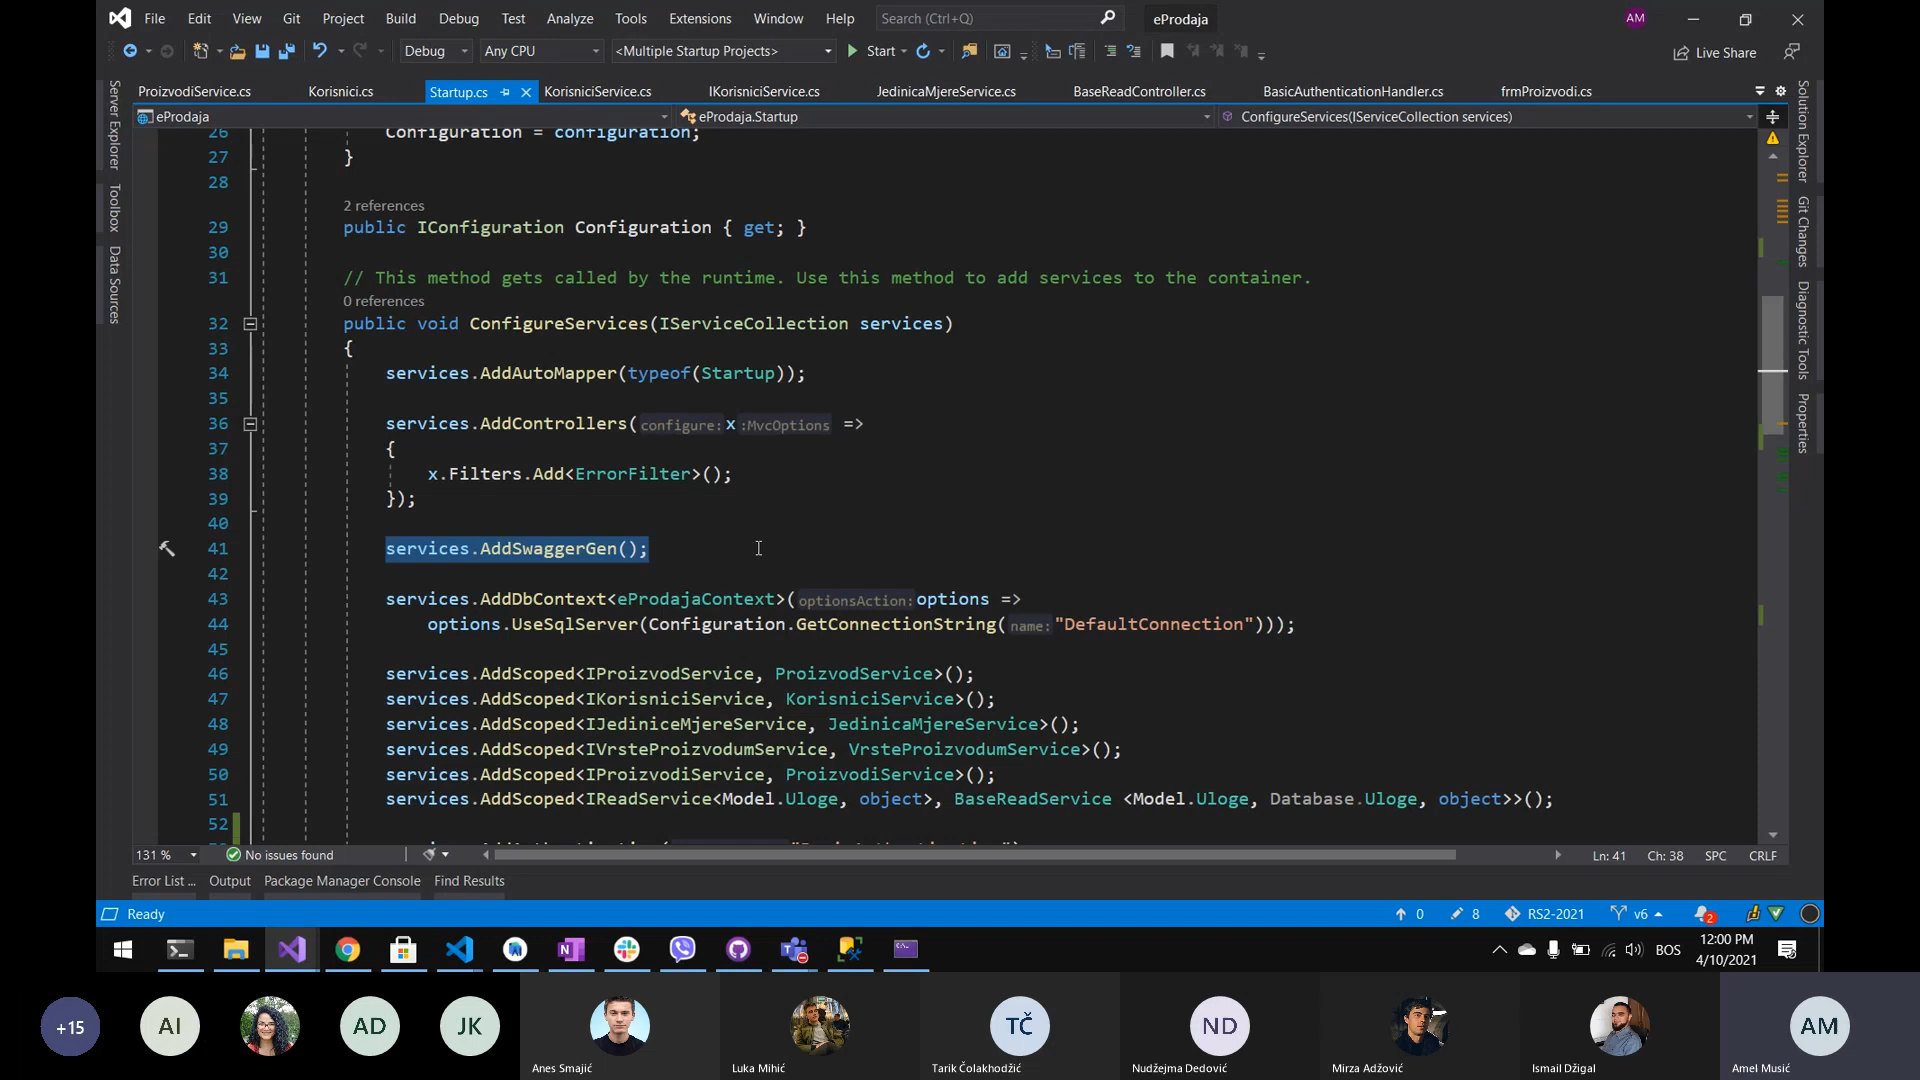 File Edit View Git Project Build Debug Test Analyze Tools Extensions Window Help Search (Ctrl+Q) eProdaja AM
Debug Any CPU <Multiple Startup Projects> Start Live Share
ProizvodiService.cs Korisnici.cs Startup.cs KorisniciService.cs IKorisniciService.cs JedinicaMjereService.cs BaseReadController.cs BasicAuthenticationHandler.cs frmProizvodi.cs
eProdaja eProdaja.Startup ConfigureServices(IServiceCollection services)
Server Explorer
Toolbox
Data Sources
26 Configuration = configuration;
27 }
28
2 references
29 public IConfiguration Configuration { get; }
30
31 // This method gets called by the runtime. Use this method to add services to the container.
0 references
32 public void ConfigureServices(IServiceCollection services)
33 {
34 services.AddAutoMapper(typeof(Startup));
35
36 services.AddControllers(configure: x :MvcOptions =>
37 {
38 x.Filters.Add<ErrorFilter>();
39 });
40
41 services.AddSwaggerGen();
42
43 services.AddDbContext<eProdajaContext>(optionsAction: options =>
44 options.UseSqlServer(Configuration.GetConnectionString(name: "DefaultConnection")));
45
46 services.AddScoped<IProizvodService, ProizvodService>();
47 services.AddScoped<IKorisniciService, KorisniciService>();
48 services.AddScoped<IJediniceMjereService, JedinicaMjereService>();
49 services.AddScoped<IVrsteProizvodumService, VrsteProizvodumService>();
50 services.AddScoped<IProizvodiService, ProizvodiService>();
51 services.AddScoped<IReadService<Model.Uloge, object>, BaseReadService <Model.Uloge, Database.Uloge, object>>();
52
Solution Explorer
Git Changes
Diagnostic Tools
Properties
131 % No issues found Ln: 41 Ch: 38 SPC CRLF
Error List ... Output Package Manager Console Find Results
Ready 0 8 RS2-2021 v6 2
BOS 12:00 PM
4/10/2021
+15 AI AD JK TČ ND AM
Anes Smajić Luka Mihić Tarik Čolakhodžić Nudžejma Dedović Mirza Adžović Ismail Džigal Amel Musić